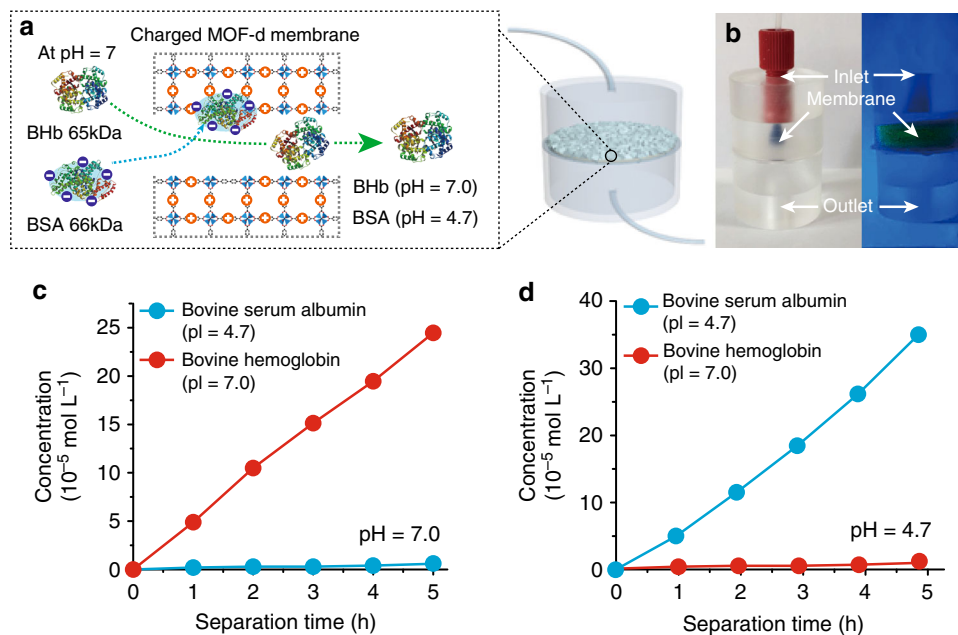 a
Charged MOF-d membrane
At pH = 7
BHb 65kDa
BSA 66kDa
BHb (pH = 7.0)
BSA (pH = 4.7)
b
Inlet
Membrane
Outlet
c
Bovine serum albumin
(pI = 4.7)
Bovine hemoglobin
(pI = 7.0)
Concentration
(10⁻⁵ mol L⁻¹)
25
20
15
10
5
0
pH = 7.0
0 1 2 3 4 5
Separation time (h)
d
Bovine serum albumin
(pI = 4.7)
Bovine hemoglobin
(pI = 7.0)
Concentration
(10⁻⁵ mol L⁻¹)
40
30
20
10
0
pH = 4.7
0 1 2 3 4 5
Separation time (h)